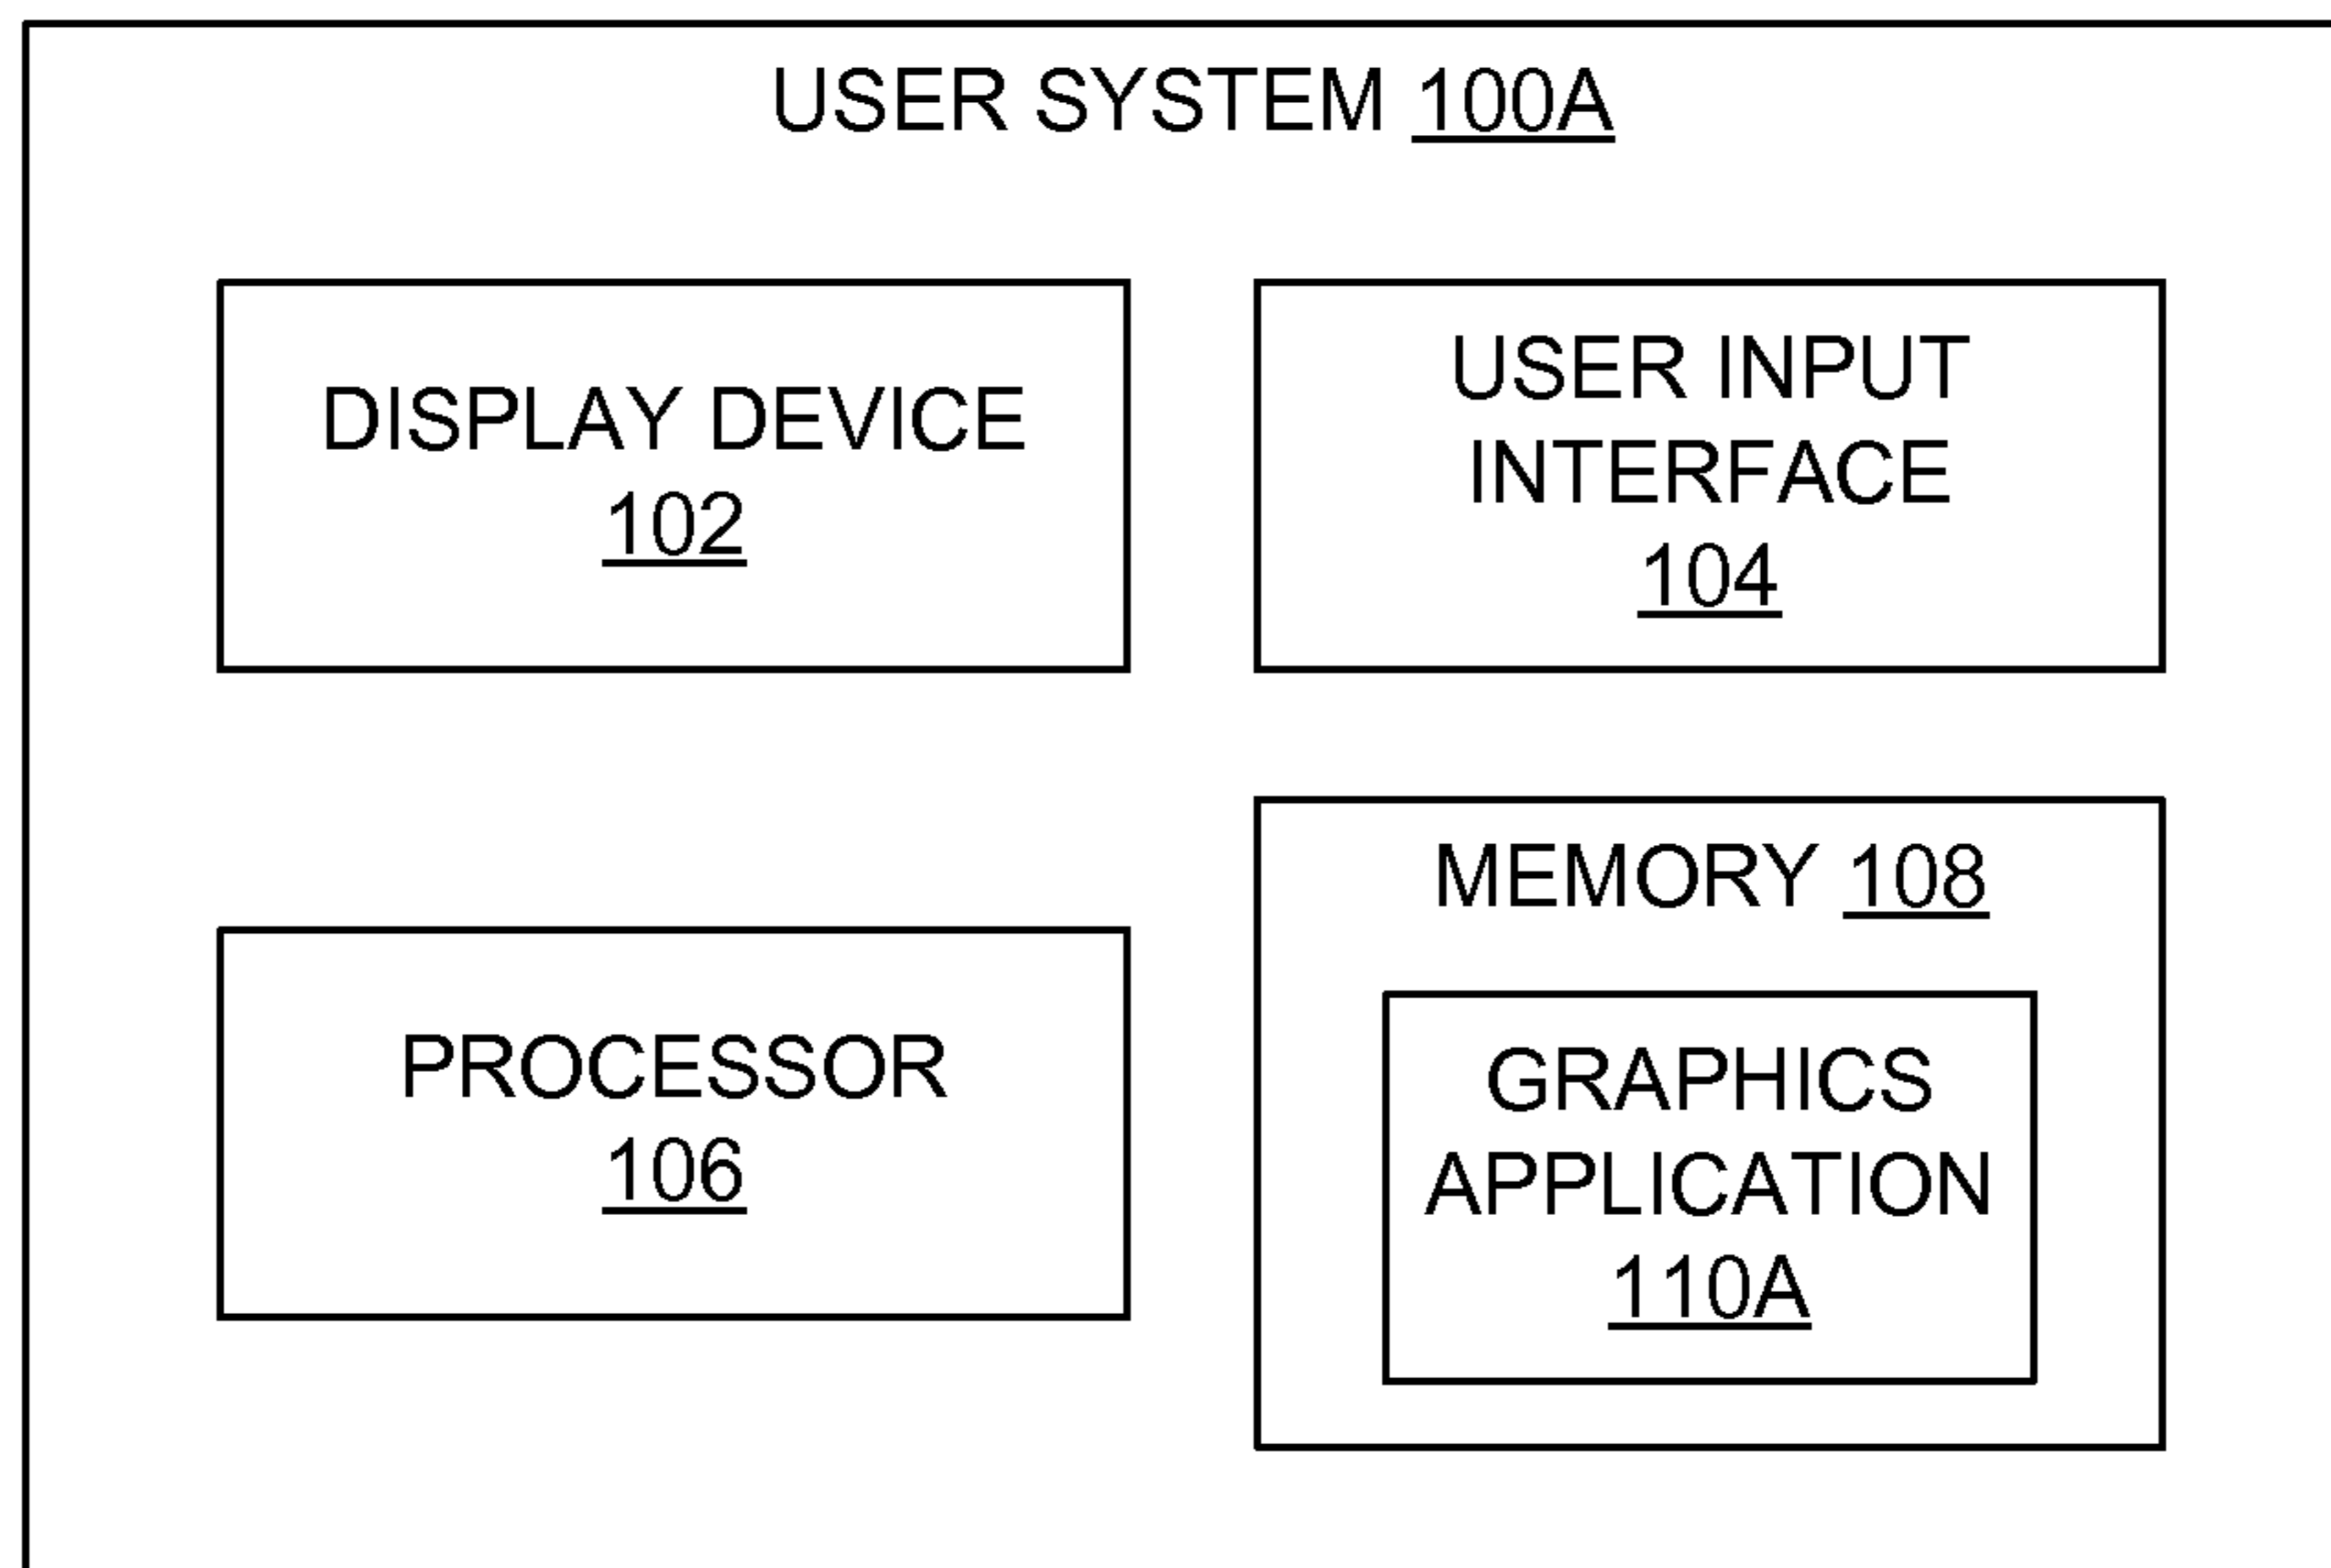 USER SYSTEM 100A
DISPLAY DEVICE
102
USER INPUT
INTERFACE
104
PROCESSOR
106
MEMORY 108
GRAPHICS
APPLICATION
110A